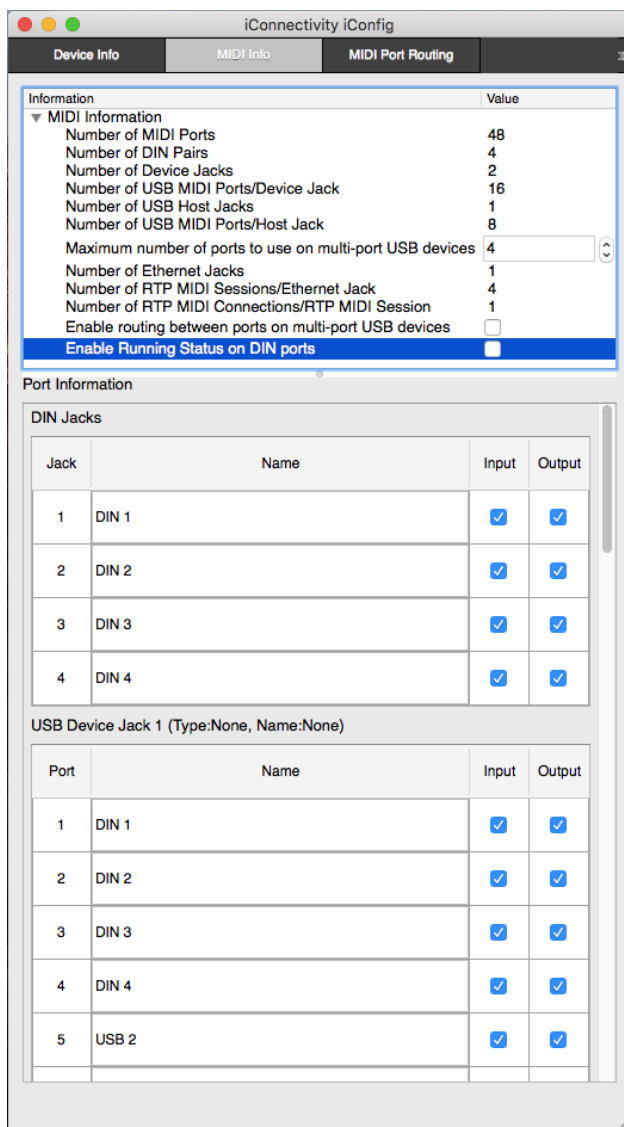 iConnectivity iConfig
Device Info MIDI Info MIDI Port Routing »
Information Value
MIDI Information
Number of MIDI Ports 48
Number of DIN Pairs 4
Number of Device Jacks 2
Number of USB MIDI Ports/Device Jack 16
Number of USB Host Jacks 1
Number of USB MIDI Ports/Host Jack 8
Maximum number of ports to use on multi-port USB devices 4
Number of Ethernet Jacks 1
Number of RTP MIDI Sessions/Ethernet Jack 4
Number of RTP MIDI Connections/RTP MIDI Session 1
Enable routing between ports on multi-port USB devices
Enable Running Status on DIN ports
Port Information
DIN Jacks
Jack Name Input Output
1 DIN 1
2 DIN 2
3 DIN 3
4 DIN 4
USB Device Jack 1 (Type:None, Name:None)
Port Name Input Output
1 DIN 1
2 DIN 2
3 DIN 3
4 DIN 4
5 USB 2